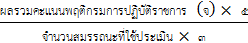 ผลรวมคะแนนพฤติกรรมการปฏิบัติราชการ (๑) × ๕
จำนวนสมรรถนะที่ใช้ประเมิน × ๓